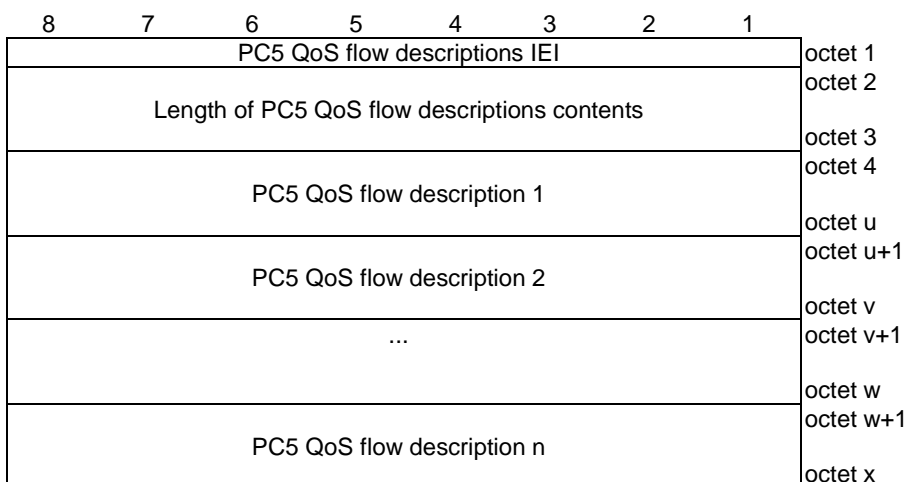 8 7 6 5 4 3 2 1
PC5 QoS flow descriptions IEI octet 1
octet 2
Length of PC5 QoS flow descriptions contents
octet 3
octet 4
PC5 QoS flow description 1
octet u
octet u+1
PC5 QoS flow description 2
octet v
... octet v+1
octet w
octet w+1
PC5 QoS flow description n
octet x